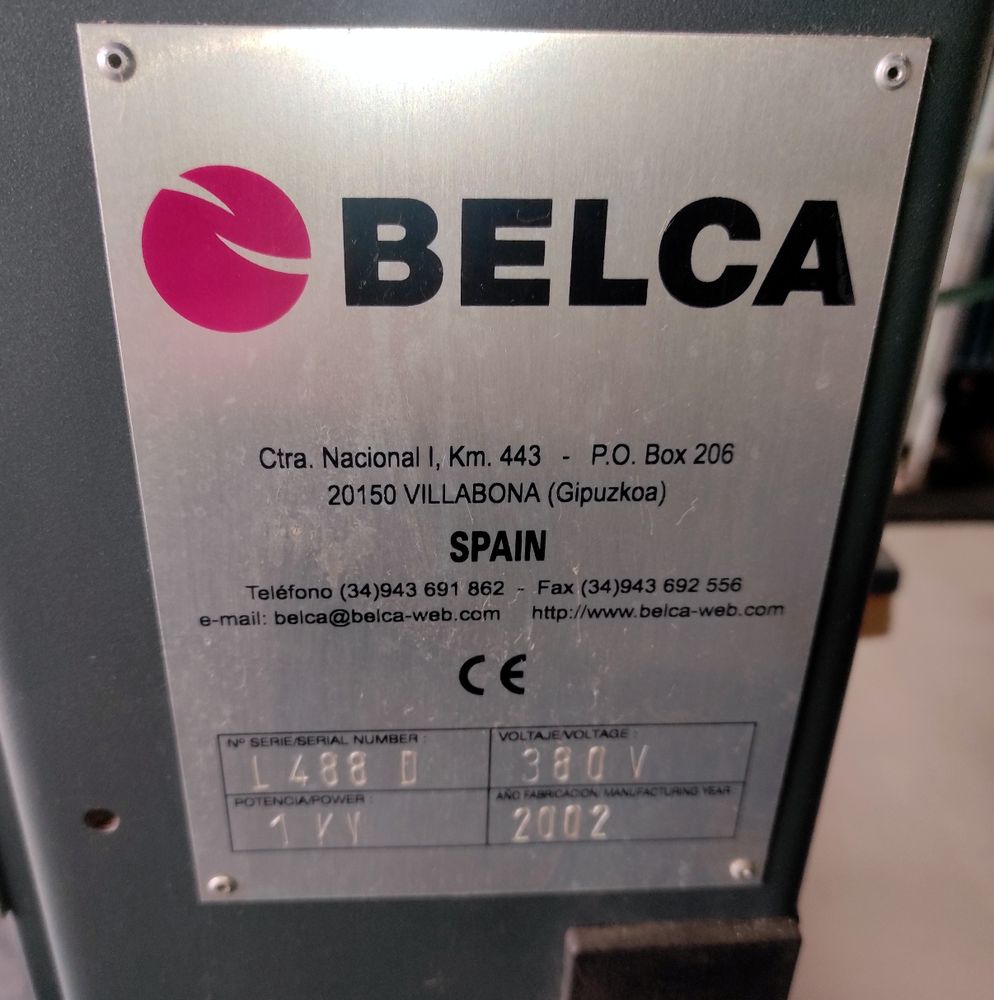 BELCA
Ctra. Nacional I, Km. 443 - P.O. Box 206
20150 VILLABONA (Gipuzkoa)
SPAIN
Teléfono (34)943 691 862 - Fax (34)943 692 556
e-mail: belca@belca-web.com http://www.belca-web.com
CE
Nº SERIE/SERIAL NUMBER : VOLTAJE/VOLTAGE :
488 D 380 V
POTENCIA/POWER : AÑO FABRICACION/ MANUFACTURING YEAR
1 2002